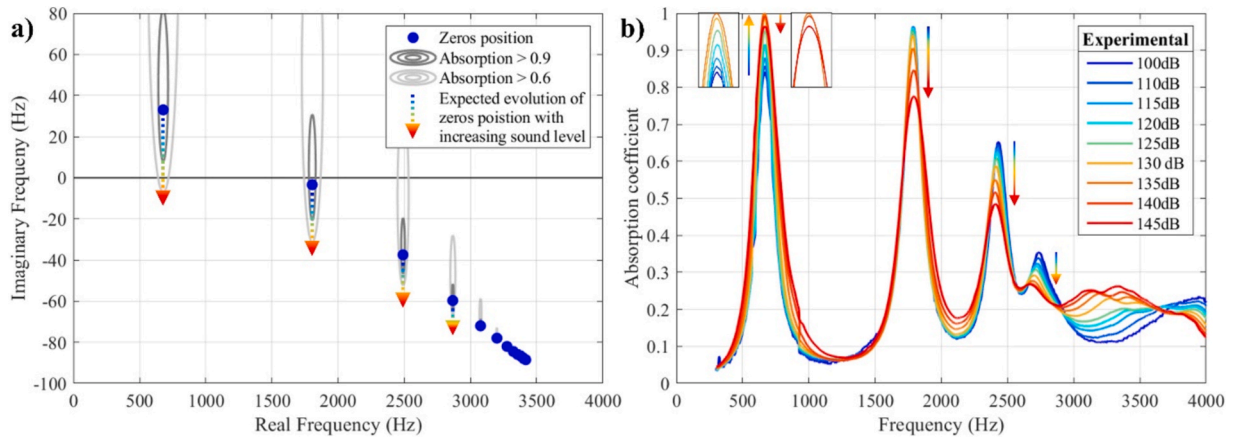 a)
80
60
40
20
0
-20
-40
-60
-80
-100
Imaginary Frequeny (Hz)
0
500
1000
1500
2000
2500
3000
3500
4000
Real Frequency (Hz)
Zeros position
Absorption > 0.9
Absorption > 0.6
Expected evolution of
zeros poistion with
increasing sound level
b)
1
0.9
0.8
0.7
0.6
0.5
0.4
0.3
0.2
0.1
0
Absorption coefficient
0
500
1000
1500
2000
2500
3000
3500
4000
Frequency (Hz)
Experimental
100dB
110dB
115dB
120dB
125dB
130 dB
135dB
140dB
145dB